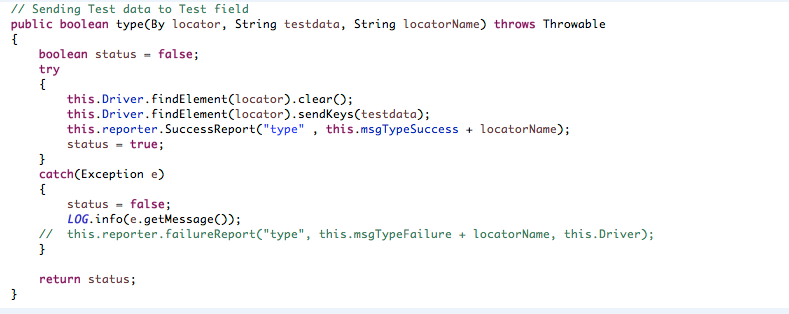 // Sending Test data to Test field
public boolean type(By locator, String testdata, String locatorName) throws Throwable
{
    boolean status = false;
    try
    {
        this.Driver.findElement(locator).clear();
        this.Driver.findElement(locator).sendKeys(testdata);
        this.reporter.SuccessReport("type" , this.msgTypeSuccess + locatorName);
        status = true;
    }
    catch(Exception e)
    {
        status = false;
        LOG.info(e.getMessage());
    //  this.reporter.failureReport("type", this.msgTypeFailure + locatorName, this.Driver);
    }

    return status;
}